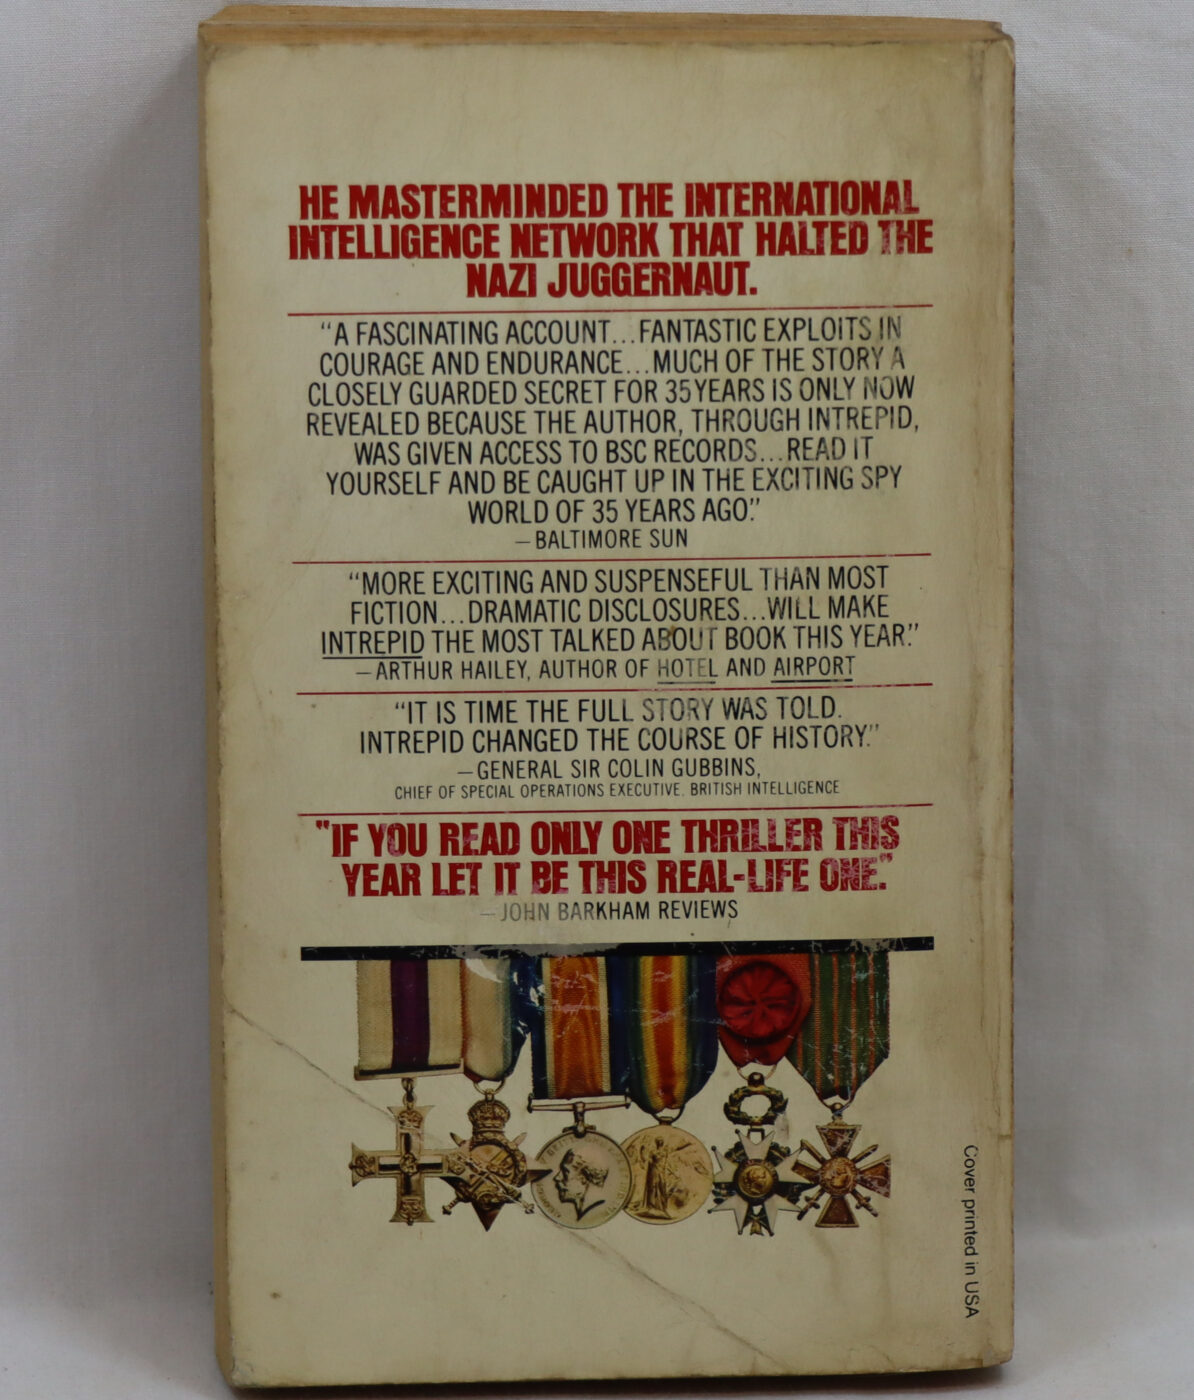 HE MASTERMINDED THE INTERNATIONAL
INTELLIGENCE NETWORK THAT HALTED THE
NAZI JUGGERNAUT.
“A FASCINATING ACCOUNT...FANTASTIC EXPLOITS IN
COURAGE AND ENDURANCE...MUCH OF THE STORY A
CLOSELY GUARDED SECRET FOR 35 YEARS IS ONLY NOW
REVEALED BECAUSE THE AUTHOR, THROUGH INTREPID,
WAS GIVEN ACCESS TO BSC RECORDS...READ IT
YOURSELF AND BE CAUGHT UP IN THE EXCITING SPY
WORLD OF 35 YEARS AGO.”
—BALTIMORE SUN
“MORE EXCITING AND SUSPENSEFUL THAN MOST
FICTION...DRAMATIC DISCLOSURES...WILL MAKE
INTREPID THE MOST TALKED ABOUT BOOK THIS YEAR.”
—ARTHUR HAILEY, AUTHOR OF HOTEL AND AIRPORT
“IT IS TIME THE FULL STORY WAS TOLD.
INTREPID CHANGED THE COURSE OF HISTORY.”
—GENERAL SIR COLIN GUBBINS,
CHIEF OF SPECIAL OPERATIONS EXECUTIVE, BRITISH INTELLIGENCE
“IF YOU READ ONLY ONE THRILLER THIS
YEAR LET IT BE THIS REAL-LIFE ONE.”
—JOHN BARKHAM REVIEWS
Cover printed in USA